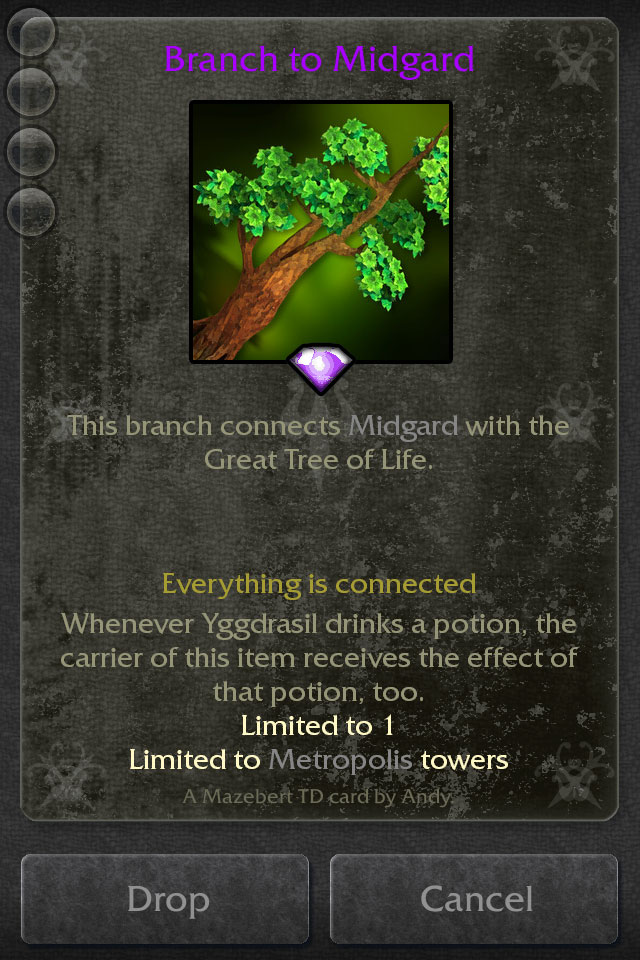 Branch to Midgard
This branch connects Midgard with the
Great Tree of Life.
Everything is connected
Whenever Yggdrasil drinks a potion, the
carrier of this item receives the effect of
that potion, too.
Limited to 1
Limited to Metropolis towers
A Mazebert TD card by Andy
Drop
Cancel